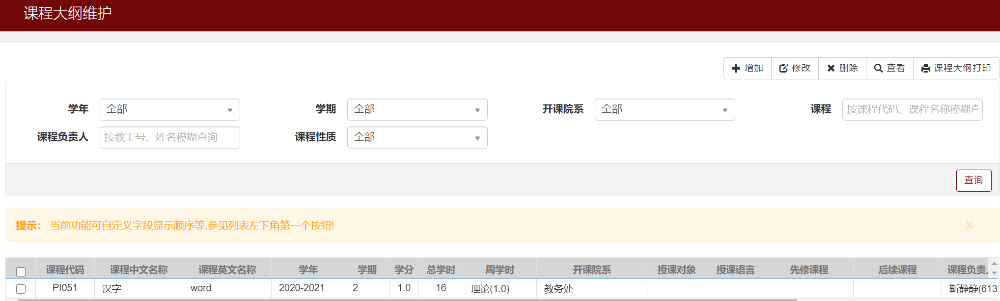 课程大纲维护
增加 修改 删除 查看 课程大纲打印
学年 全部 学期 全部 开课院系 全部 课程 按课程代码、课程名称模糊查
课程负责人 按教工号、姓名模糊查询 课程性质 全部
查询
提示： 当前功能可自定义字段显示顺序等,参见列表左下角第一个按钮!
课程代码 课程中文名称 课程英文名称 学年 学期 学分 总学时 周学时 开课院系 授课对象 授课语言 先修课程 后续课程 课程负责
PI051 汉字 word 2020-2021 2 1.0 16 理论(1.0) 教务处 靳静静(613